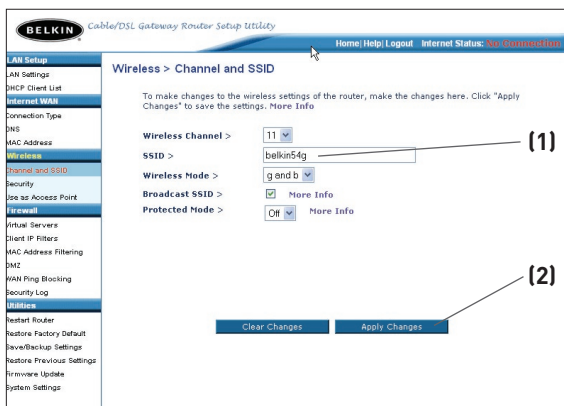 BELKIN Cable/DSL Gateway Router Setup Utility
Home|Help|Logout Internet Status: No Connection
LAN Setup
LAN Settings
DHCP Client List
Internet WAN
Connection Type
DNS
MAC Address
Wireless
Channel and SSID
Security
Use as Access Point
Firewall
Virtual Servers
Client IP Filters
MAC Address Filtering
DMZ
WAN Ping Blocking
Security Log
Utilities
Restart Router
Restore Factory Default
Save/Backup Settings
Restore Previous Settings
Firmware Update
System Settings
Wireless > Channel and SSID
To make changes to the wireless settings of the router, make the changes here. Click "Apply
Changes" to save the settings. More Info
Wireless Channel > 11
SSID > belkin54g
(1)
Wireless Mode > g and b
Broadcast SSID > More Info
Protected Mode > Off More Info
(2)
Clear Changes Apply Changes